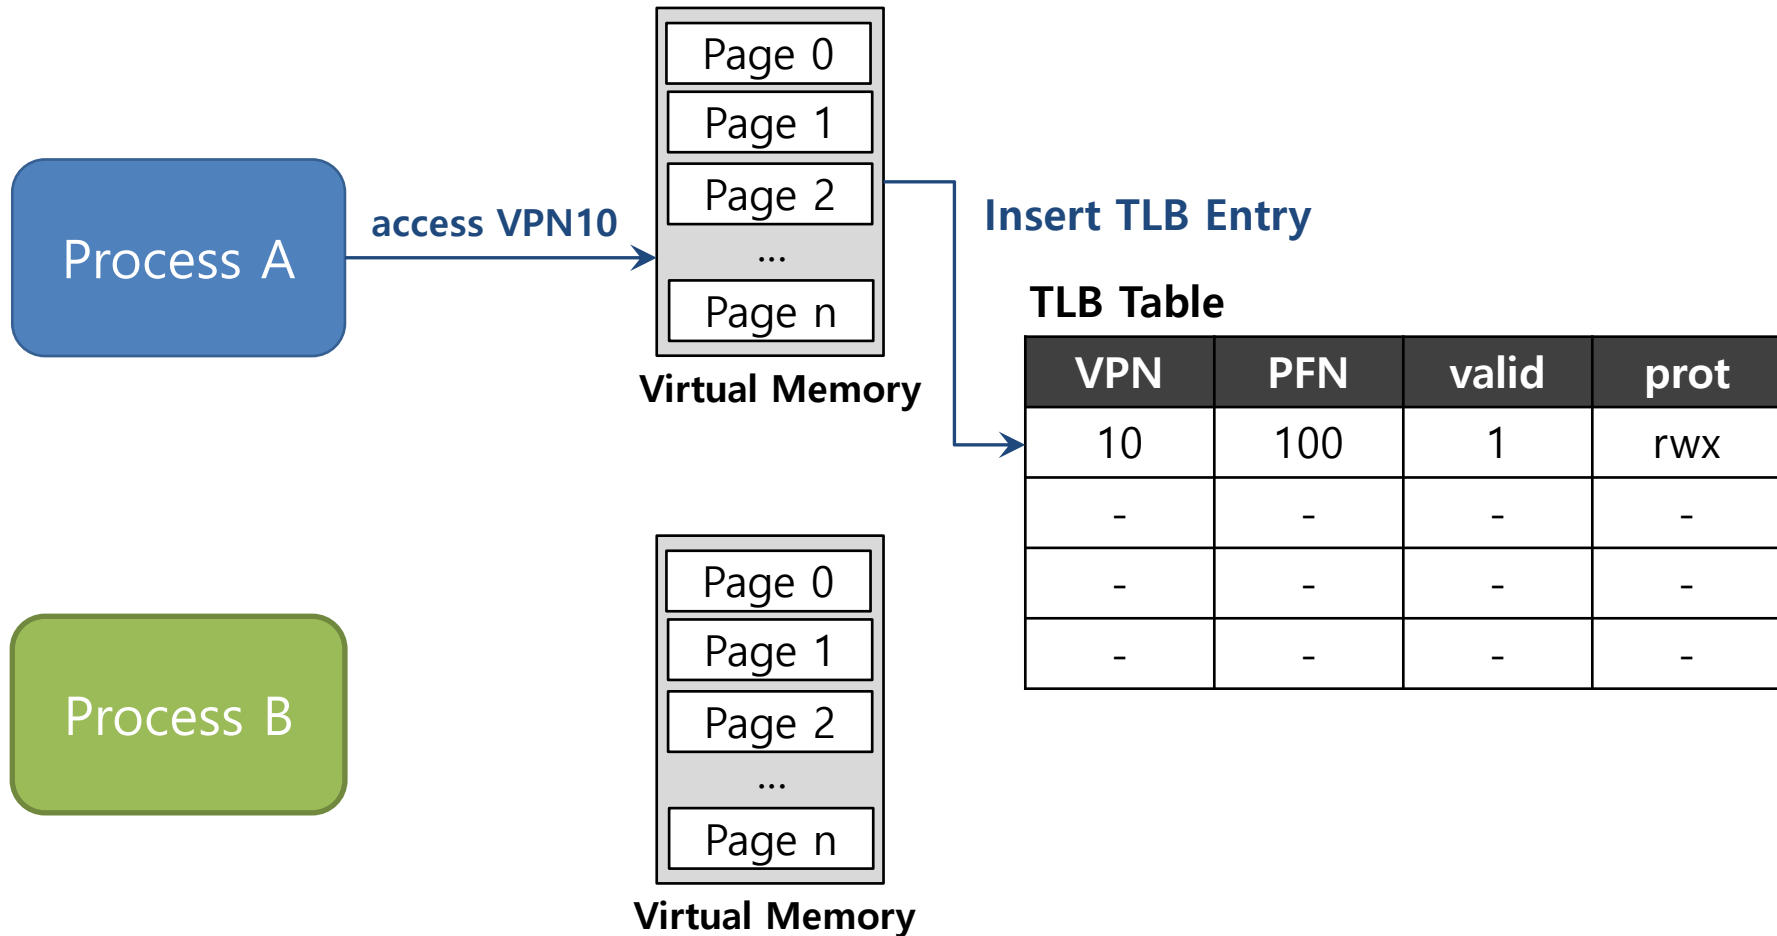 Process A
access VPN10
Page 0
Page 1
Page 2
...
Page n
Virtual Memory
Insert TLB Entry
TLB Table
VPN PFN valid prot
10 100 1 rwx
- - - -
- - - -
- - - -
Process B
Page 0
Page 1
Page 2
...
Page n
Virtual Memory